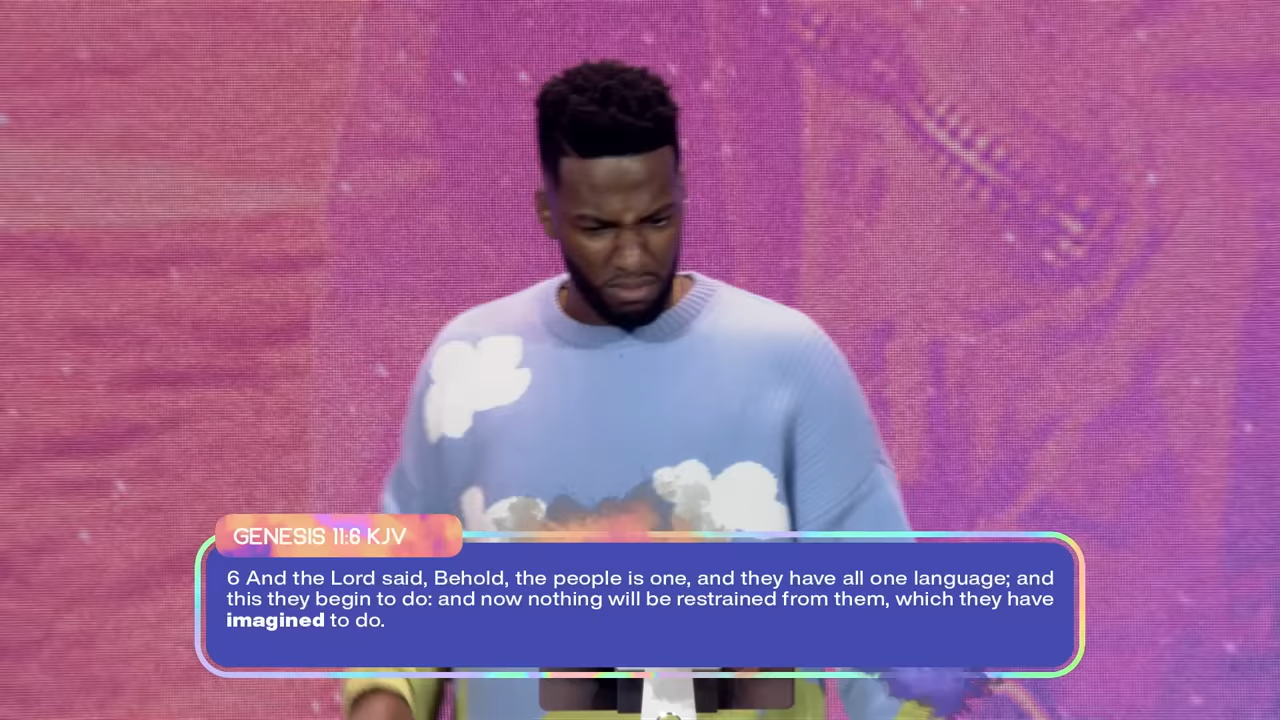 GENESIS 11:6 KJV
6 And the Lord said, Behold, the people is one, and they have all one language; and
this they begin to do: and now nothing will be restrained from them, which they have
imagined to do.